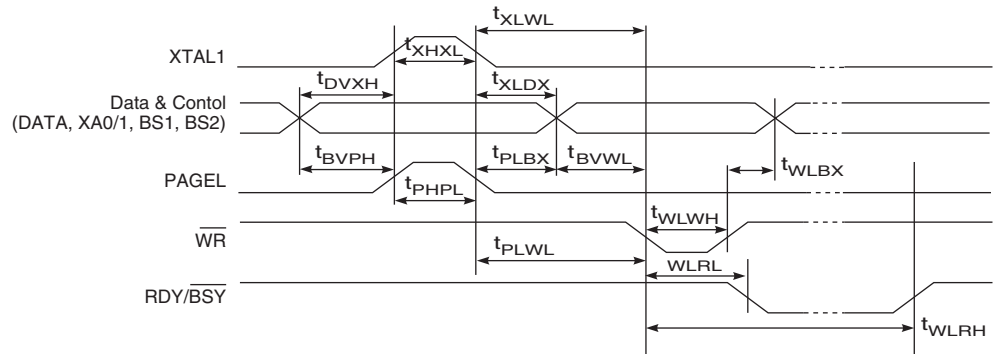 tXLWL
XTAL1
tXHXL
tDVXH
tXLDX
Data & Contol
(DATA, XA0/1, BS1, BS2)
tBVPH
tPLBX
tBVWL
tWLBX
PAGEL
tPHPL
tWLWH
WR
tPLWL
WLRL
RDY/BSY
tWLRH